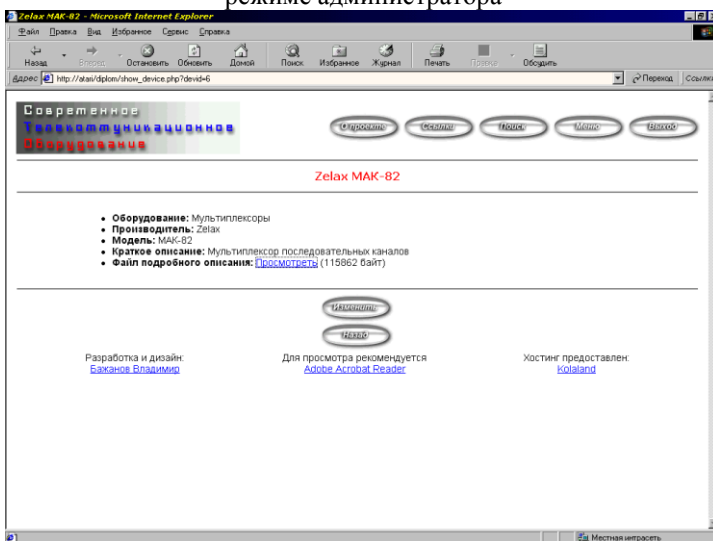 режиме администратора
Zelax МАК-82 - Microsoft Internet Explorer
Файл Правка Вид Избранное Сервис Справка
Назад Вперед Остановить Обновить Домой Поиск Избранное Журнал Печать Правка Обсудить
Адрес http://atasi/diplom/show_device.php?devid=6 Переход Ссылки
Современное
Телекоммуникационное
Оборудование
О проекте Ссылки Поиск Меню Выход
Zelax МАК-82
Оборудование: Мультиплексоры
Производитель: Zelax
Модель: МАК-82
Краткое описание: Мультиплексор последовательных каналов
Файл подробного описания: Просмотреть (115862 байт)
Изменить
Назад
Разработка и дизайн: Для просмотра рекомендуется Хостинг предоставлен:
Бажанов Владимир Adobe Acrobat Reader Kolaland
Местная интрасеть